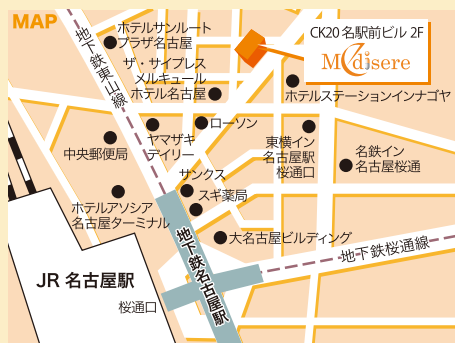 MAP
CK20名駅前ビル 2F
Medisere
ホテルサンルート
プラザ名古屋
地下鉄東山線
ザ・サイプレス
メルキュール
ホテル名古屋
ホテルステーションインナゴヤ
ローソン
ヤマザキ
デイリー
中央郵便局
東横イン
名古屋駅
桜通口
名鉄イン
名古屋桜通
サンクス
スギ薬局
ホテルアソシア
名古屋ターミナル
大名古屋ビルディング
地下鉄名古屋駅
地下鉄桜通線
JR 名古屋駅
桜通口